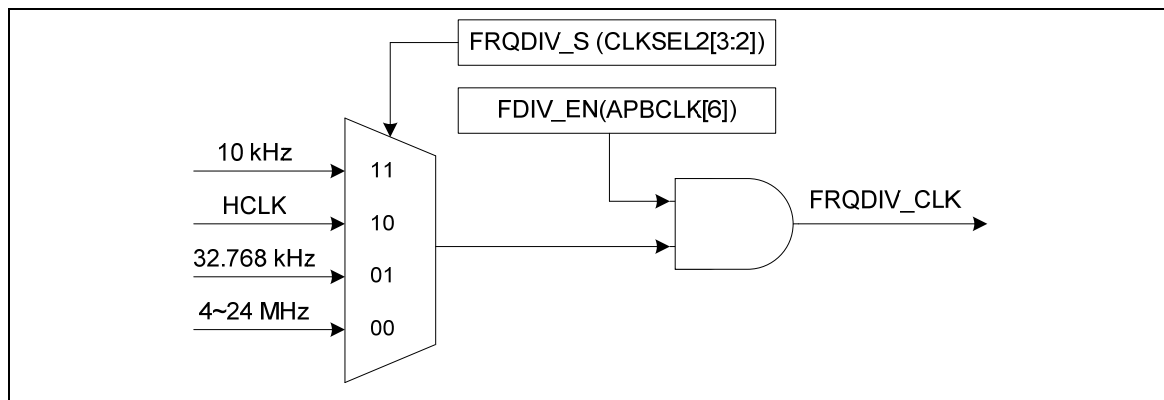 FRQDIV_S (CLKSEL2[3:2])
FDIV_EN(APBCLK[6])
10 kHz
11
HCLK
10
32.768 kHz
01
4~24 MHz
00
FRQDIV_CLK